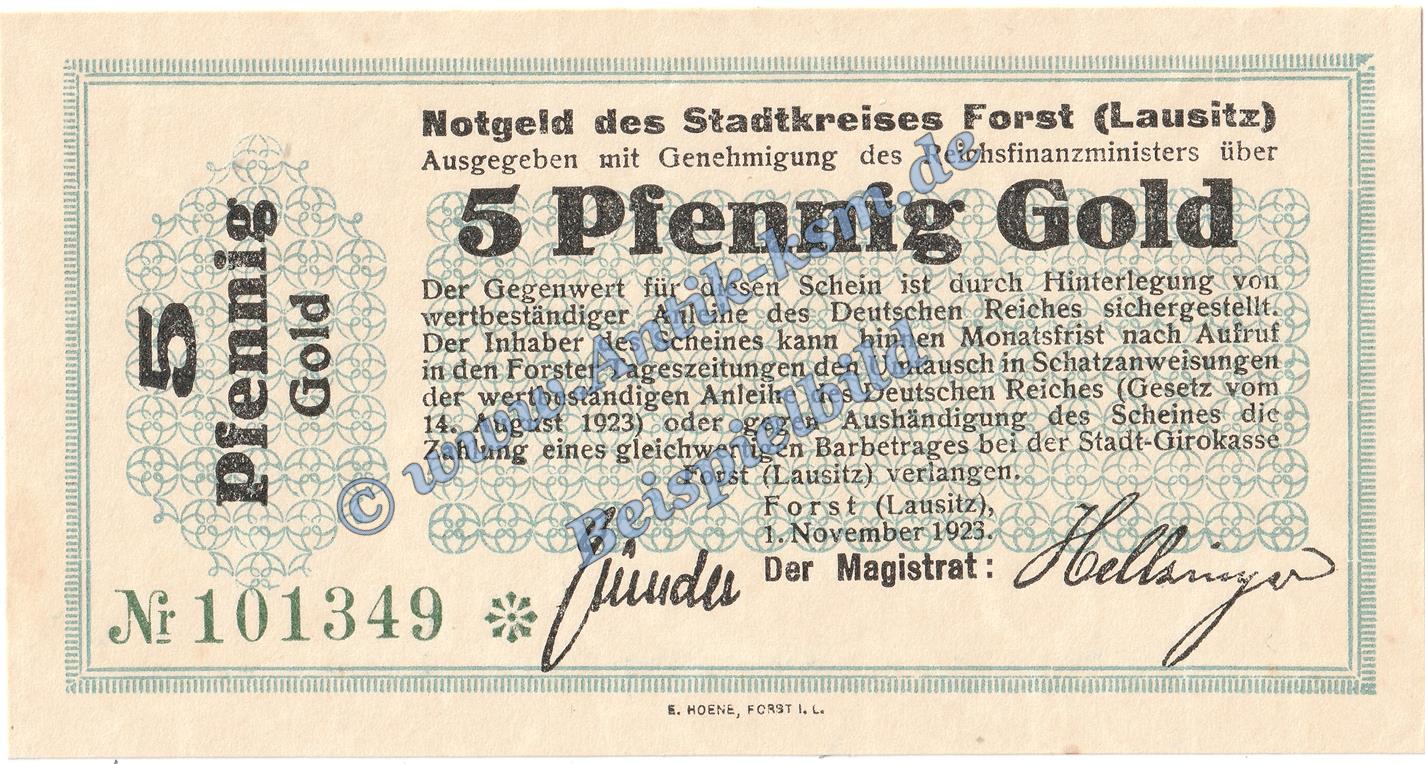 Notgeld des Stadtkreises Forst (Lausitz)
Ausgegeben mit Genehmigung des Reichsfinanzministers über
5 Pfennig Gold
5
Pfennig
Gold
Der Gegenwert für diesen Schein ist durch Hinterlegung von
wertbeständiger Anleihe des Deutschen Reiches sichergestellt.
Der Inhaber des Scheines kann binnen Monatsfrist nach Aufruf
in den Forster Tageszeitungen den Umtausch in Schatzanweisungen
der wertbeständigen Anleihe des Deutschen Reiches (Gesetz vom
14. August 1923) oder gegen Aushändigung des Scheines die
Zahlung eines gleichwertigen Barbetrages bei der Stadt-Girokasse
Forst (Lausitz) verlangen.
Forst (Lausitz),
1. November 1923.
Der Magistrat:
Nr 101349
E. HOENE, FORST I. L.
© www.Antik-ksm.de
Beispielbild